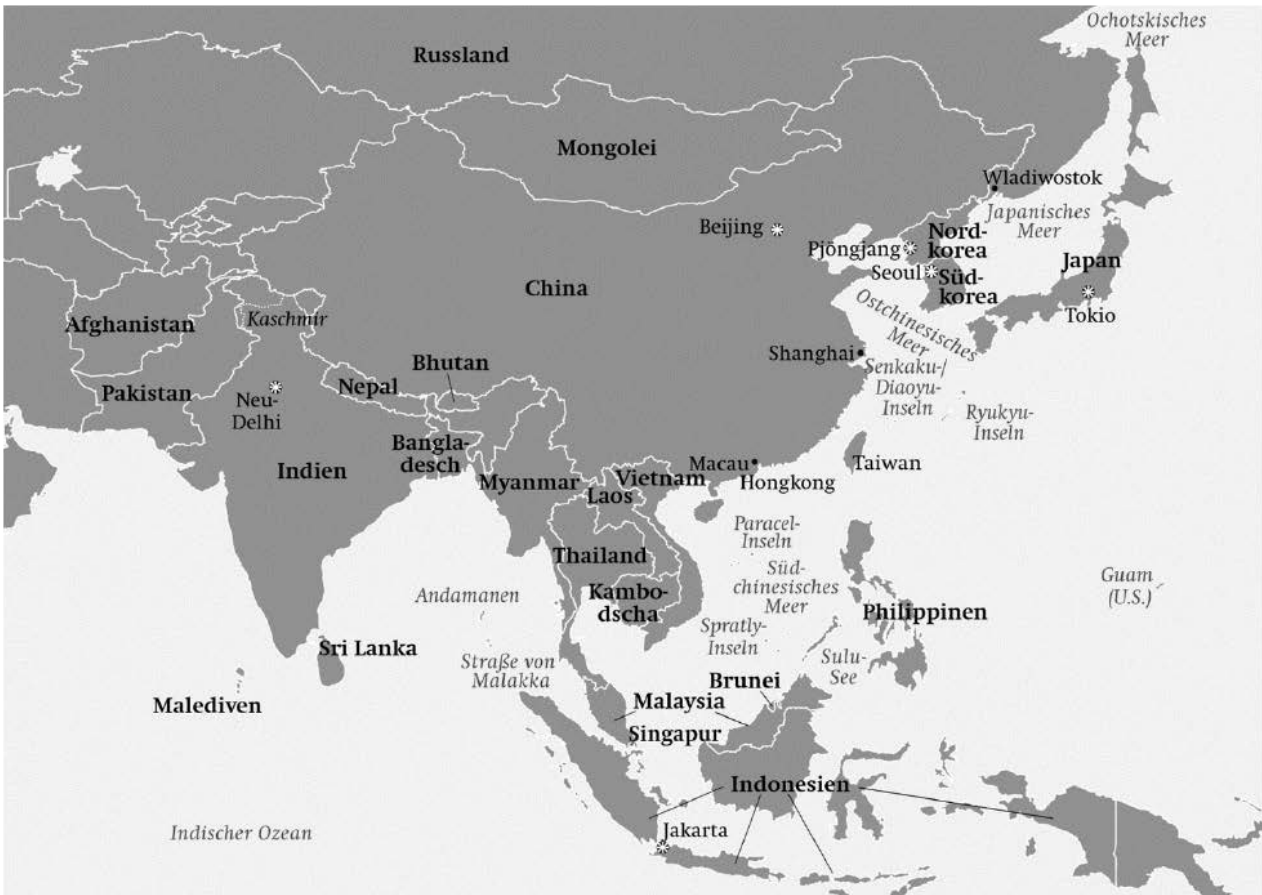 Ochotskisches
Meer
Russland
Mongolei
Wladiwostok
Japanisches
Meer
Beijing
Nord-
korea
Pjöngjang
Seoul
Süd-
korea
Japan
Tokio
China
Kaschmir
Afghanistan
Ostchinesisches
Meer
Shanghai
Senkaku-/
Diaoyu-
Inseln
Ryukyu-
Inseln
Bhutan
Nepal
Pakistan
Neu-
Delhi
Bangla-
desch
Indien
Myanmar
Vietnam
Laos
Macau
Hongkong
Taiwan
Paracel-
Inseln
Thailand
Süd-
chinesisches
Meer
Kambo-
dscha
Philippinen
Guam
(U.S.)
Andamanen
Spratly-
Inseln
Sulu-
See
Sri Lanka
Straße von
Malakka
Malediven
Brunei
Malaysia
Singapur
Indonesien
Jakarta
Indischer Ozean